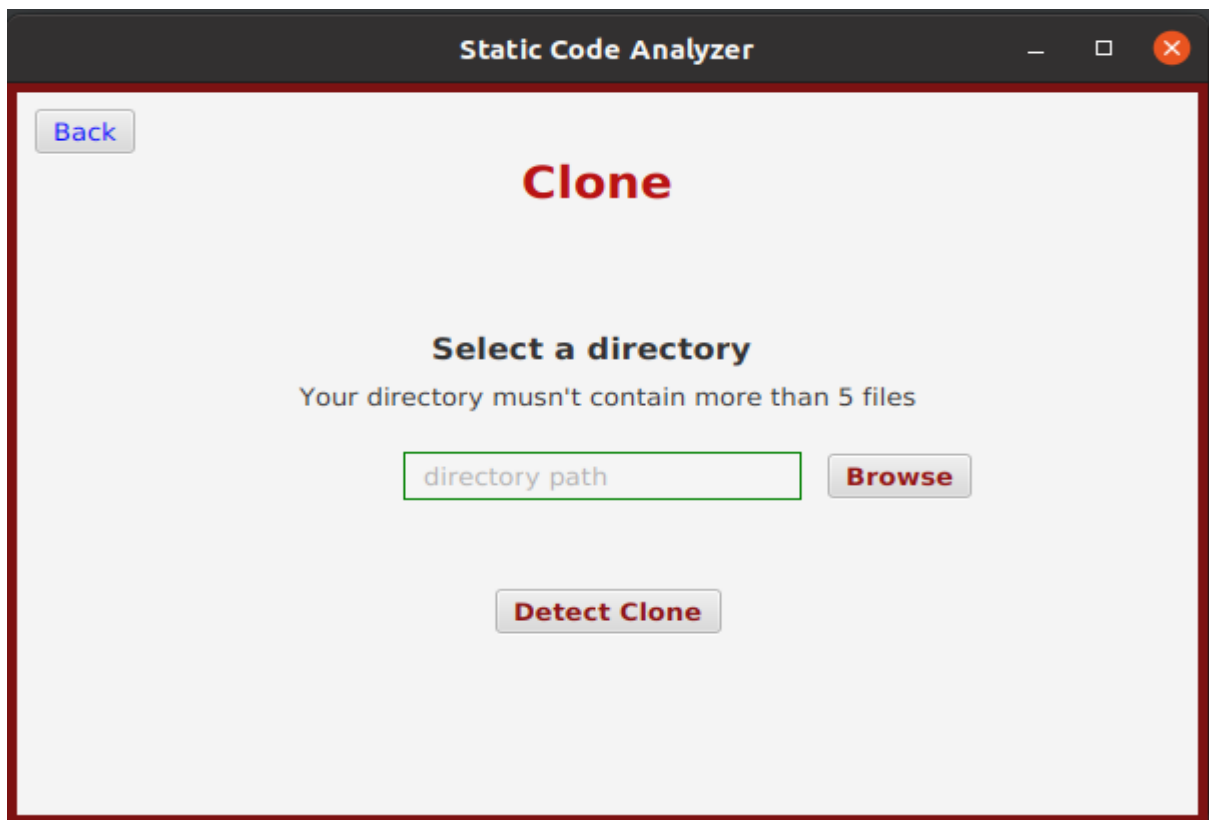 Static Code Analyzer
Back
Clone
Select a directory
Your directory musn't contain more than 5 files
directory path
Browse
Detect Clone